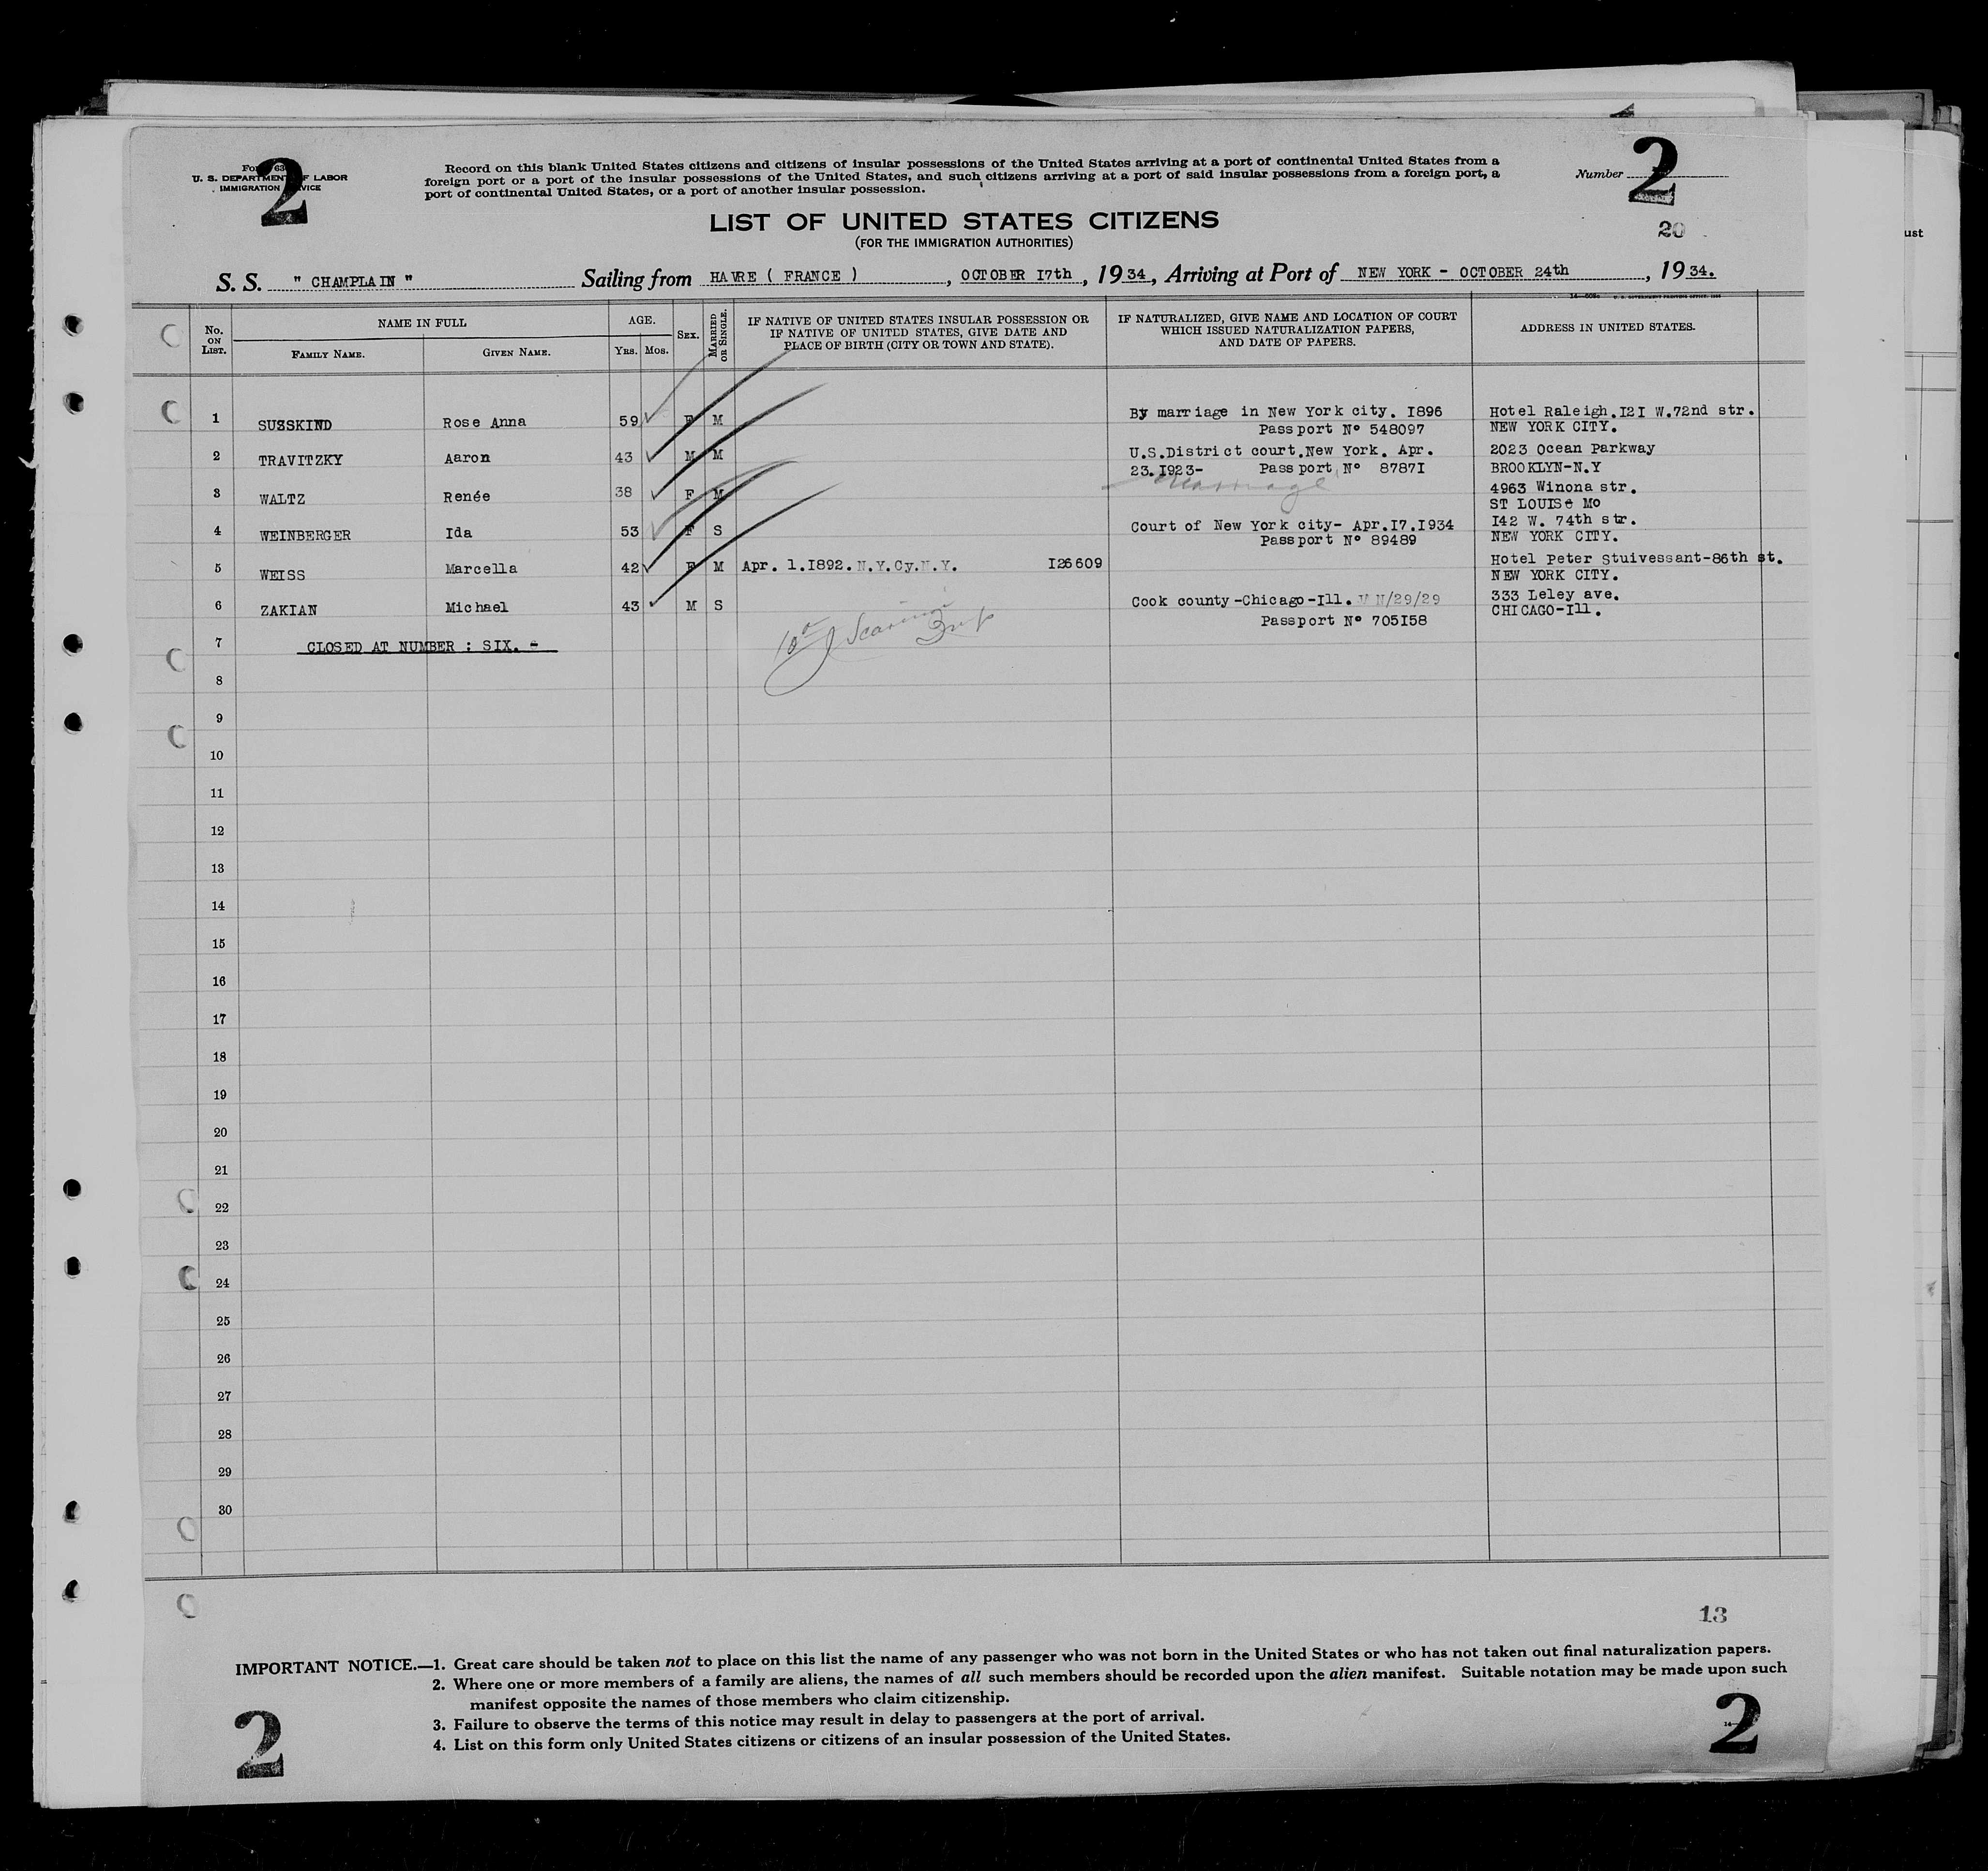 2
2
U. S. DEPARTMENT OF LABOR
IMMIGRATION SERVICE
Record on this blank United States citizens and citizens of insular possessions of the United States arriving at a port of continental United States from a
foreign port or a port of the insular possessions of the United States, and such citizens arriving at a port of said insular possessions from a foreign port, a
port of continental United States, or a port of another insular possession.
Number
LIST OF UNITED STATES CITIZENS
(FOR THE IMMIGRATION AUTHORITIES)
20
S. S. " CHAMPLAIN " Sailing from HAVRE ( FRANCE ), OCTOBER I7th, 1934, Arriving at Port of NEW YORK - OCTOBER 24th, 1934.
No. ON LIST.
NAME IN FULL
FAMILY NAME. GIVEN NAME.
AGE.
YRS. MOS.
SEX.
MARRIED OR SINGLE.
IF NATIVE OF UNITED STATES INSULAR POSSESSION OR
IF NATIVE OF UNITED STATES, GIVE DATE AND
PLACE OF BIRTH (CITY OR TOWN AND STATE).
IF NATURALIZED, GIVE NAME AND LOCATION OF COURT
WHICH ISSUED NATURALIZATION PAPERS,
AND DATE OF PAPERS.
ADDRESS IN UNITED STATES.
1 SUSSKIND Rose Anna 59 F M By marriage in New York city. I896 Hotel Raleigh.I2I W.72nd str.
Passport Nº 548097 NEW YORK CITY.
2 TRAVITZKY Aaron 43 M M U.S.District court.New York. Apr. 2023 Ocean Parkway
23.I923- Passport Nº 8787I BROOKLYN-N.Y
3 WALTZ Renée 38 F M marriage 4963 Winona str.
ST LOUISe Mo
4 WEINBERGER Ida 53 F S Court of New York city- Apr.I7.I934 I42 W. 74th str.
Passport Nº 89489 NEW YORK CITY.
5 WEISS Marcella 42 F M Apr. 1.I892. N.Y.Cy.N.Y. I26609 Hotel Peter Stuivessant-86th st.
NEW YORK CITY.
6 ZAKIAN Michael 43 M S Cook county-Chicago-Ill. /29/29 333 Leley ave.
Passport Nº 705I58 CHICAGO-Ill.
7 CLOSED AT NUMBER : SIX. -
8
9
10
11
12
13
14
15
16
17
18
19
20
21
22
23
24
25
26
27
28
29
30
13
IMPORTANT NOTICE.—1. Great care should be taken not to place on this list the name of any passenger who was not born in the United States or who has not taken out final naturalization papers.
2. Where one or more members of a family are aliens, the names of all such members should be recorded upon the alien manifest. Suitable notation may be made upon such
manifest opposite the names of those members who claim citizenship.
3. Failure to observe the terms of this notice may result in delay to passengers at the port of arrival.
4. List on this form only United States citizens or citizens of an insular possession of the United States.
2
2
ust